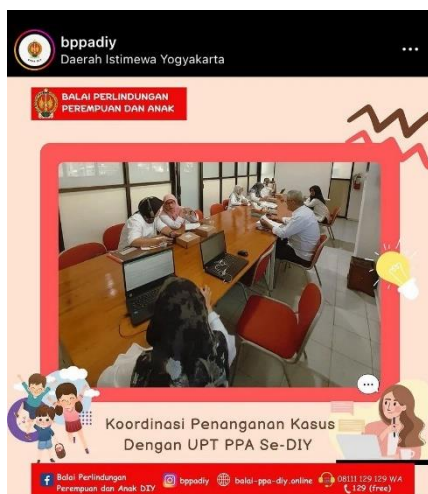 bppadiy
Daerah Istimewa Yogyakarta
BALAI PERLINDUNGAN
PEREMPUAN DAN ANAK
Koordinasi Penanganan Kasus
Dengan UPT PPA Se-DIY
Balai Perlindungan
Perempuan dan Anak DIY
bppadiy
balai-ppa-diy.online
08111 129 129 WA
129 (free)